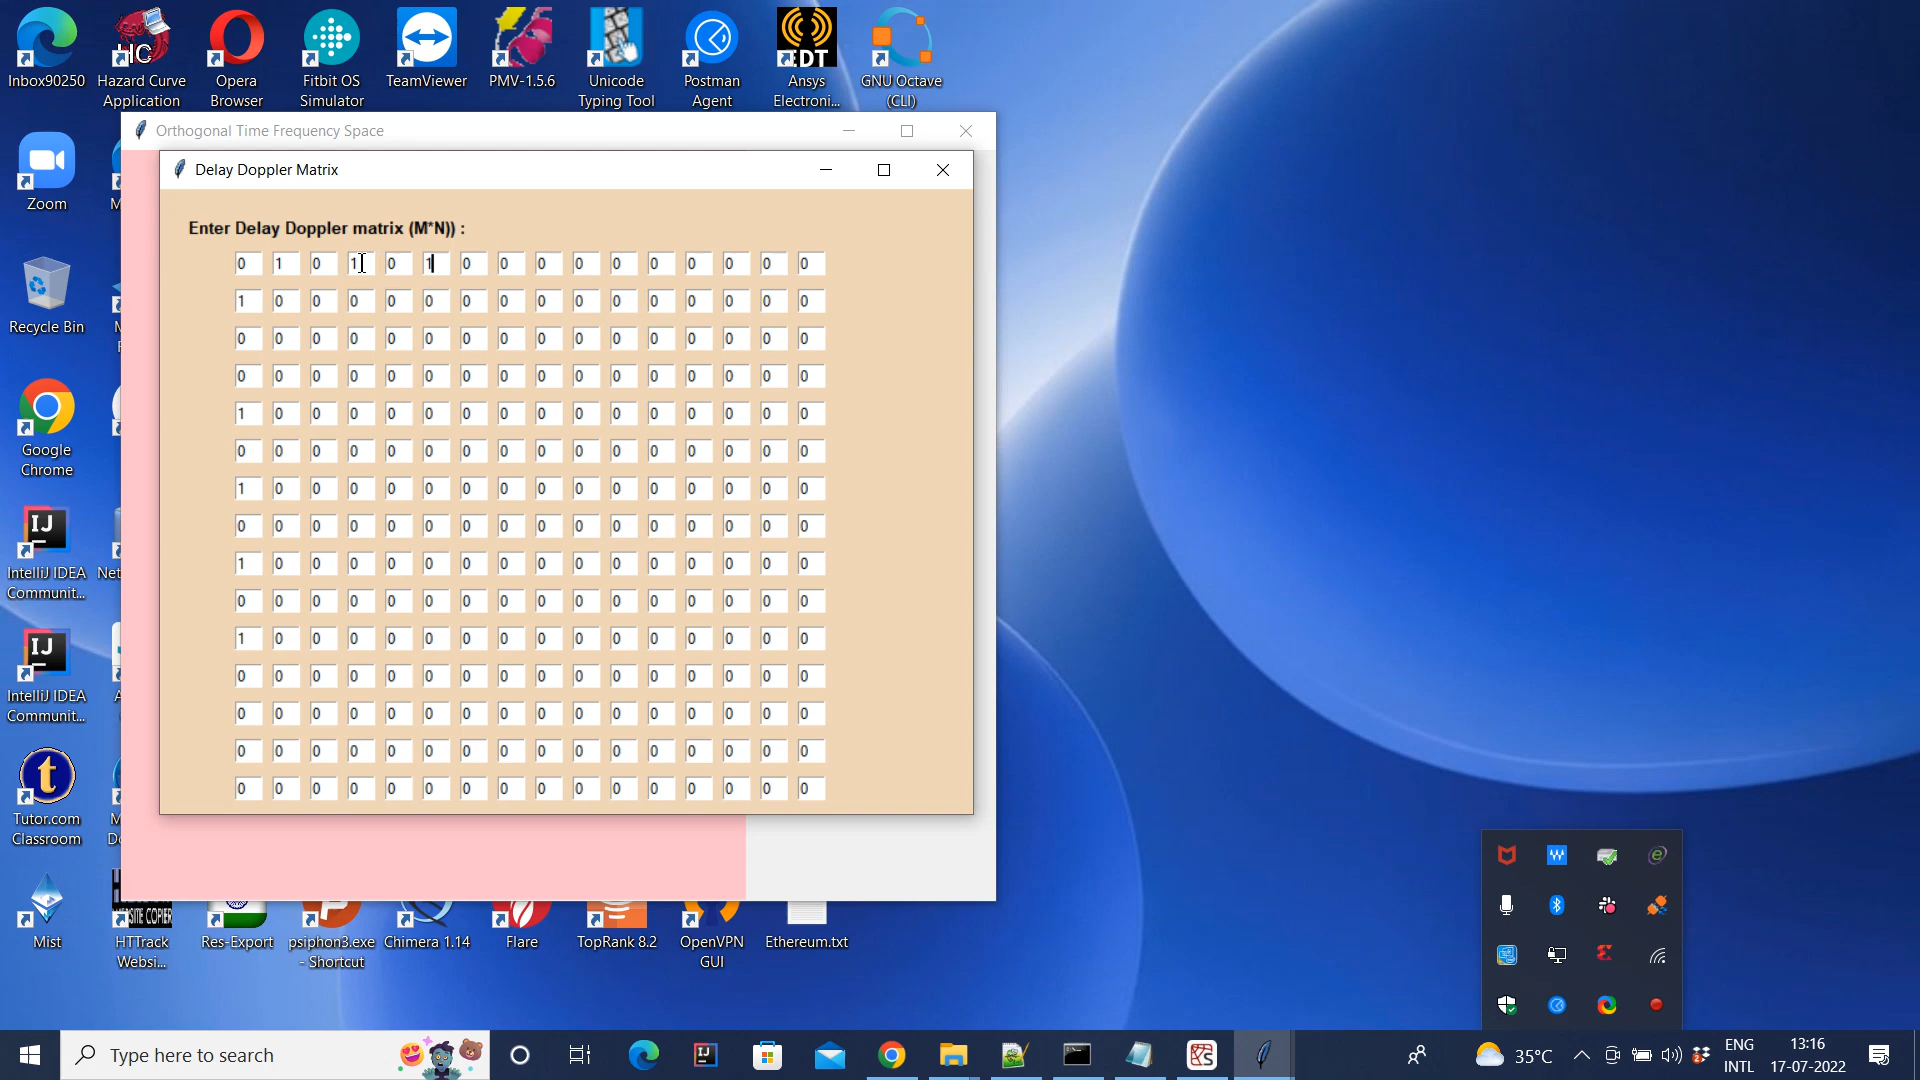 Inbox90250
HC
Hazard Curve
Application
Opera
Browser
Fitbit OS
Simulator
TeamViewer
PMV-1.5.6
Unicode
Typing Tool
Postman
Agent
EDT
Ansys
Electroni...
GNU Octave
(CLI)
Orthogonal Time Frequency Space
Delay Doppler Matrix
Enter Delay Doppler matrix (M*N)) :
0 1 0 1 0 1 0 0 0 0 0 0 0 0 0 0
1 0 0 0 0 0 0 0 0 0 0 0 0 0 0 0
0 0 0 0 0 0 0 0 0 0 0 0 0 0 0 0
0 0 0 0 0 0 0 0 0 0 0 0 0 0 0 0
1 0 0 0 0 0 0 0 0 0 0 0 0 0 0 0
0 0 0 0 0 0 0 0 0 0 0 0 0 0 0 0
1 0 0 0 0 0 0 0 0 0 0 0 0 0 0 0
0 0 0 0 0 0 0 0 0 0 0 0 0 0 0 0
1 0 0 0 0 0 0 0 0 0 0 0 0 0 0 0
0 0 0 0 0 0 0 0 0 0 0 0 0 0 0 0
1 0 0 0 0 0 0 0 0 0 0 0 0 0 0 0
0 0 0 0 0 0 0 0 0 0 0 0 0 0 0 0
0 0 0 0 0 0 0 0 0 0 0 0 0 0 0 0
0 0 0 0 0 0 0 0 0 0 0 0 0 0 0 0
0 0 0 0 0 0 0 0 0 0 0 0 0 0 0 0
Zoom
Recycle Bin
Google
Chrome
IJ
IntelliJ IDEA
Communit...
Net
IJ
IntelliJ IDEA
Communit...
t
Tutor.com
Classroom
Mist
SITE COPIER
HTTrack
Websi...
Res-Export
psiphon3.exe
- Shortcut
Chimera 1.14
Flare
TopRank 8.2
OpenVPN
GUI
Ethereum.txt
Type here to search
35°C
ENG
INTL
13:16
17-07-2022